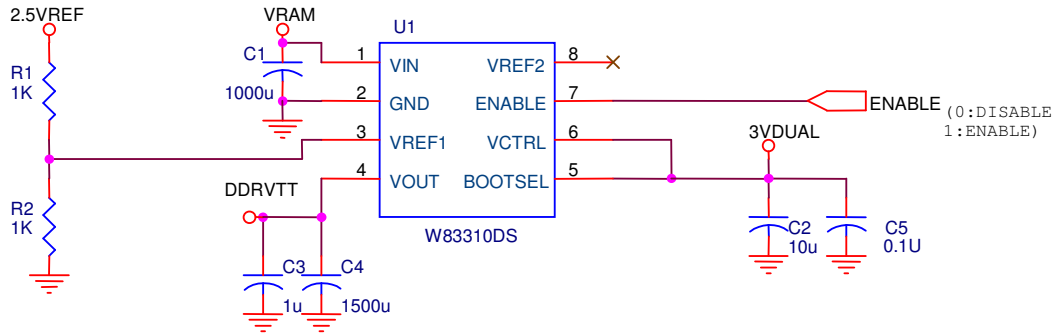 2.5VREF
VRAM
U1
R1
1K
C1
1000u
1
VIN
VREF2
8
2
GND
ENABLE
7
ENABLE
(0:DISABLE
1:ENABLE)
3
VREF1
VCTRL
6
3VDUAL
4
VOUT
BOOTSEL
5
DDRVTT
R2
1K
W83310DS
C2
10u
C5
0.1U
C3
1u
C4
1500u